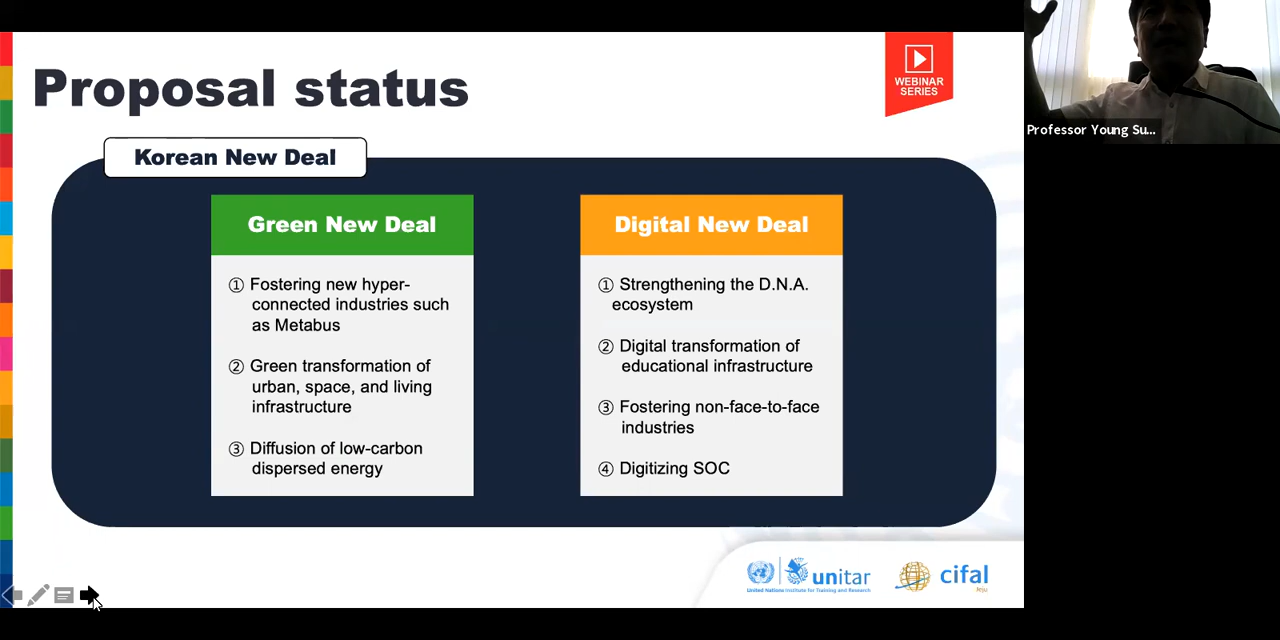 Proposal status
WEBINAR
SERIES
Professor Young Su...
Korean New Deal
Green New Deal
① Fostering new hyper-
connected industries such
as Metabus
② Green transformation of
urban, space, and living
infrastructure
③ Diffusion of low-carbon
dispersed energy
Digital New Deal
① Strengthening the D.N.A.
ecosystem
② Digital transformation of
educational infrastructure
③ Fostering non-face-to-face
industries
④ Digitizing SOC
unitar
United Nations Institute for Training and Research
cifal
Jeju